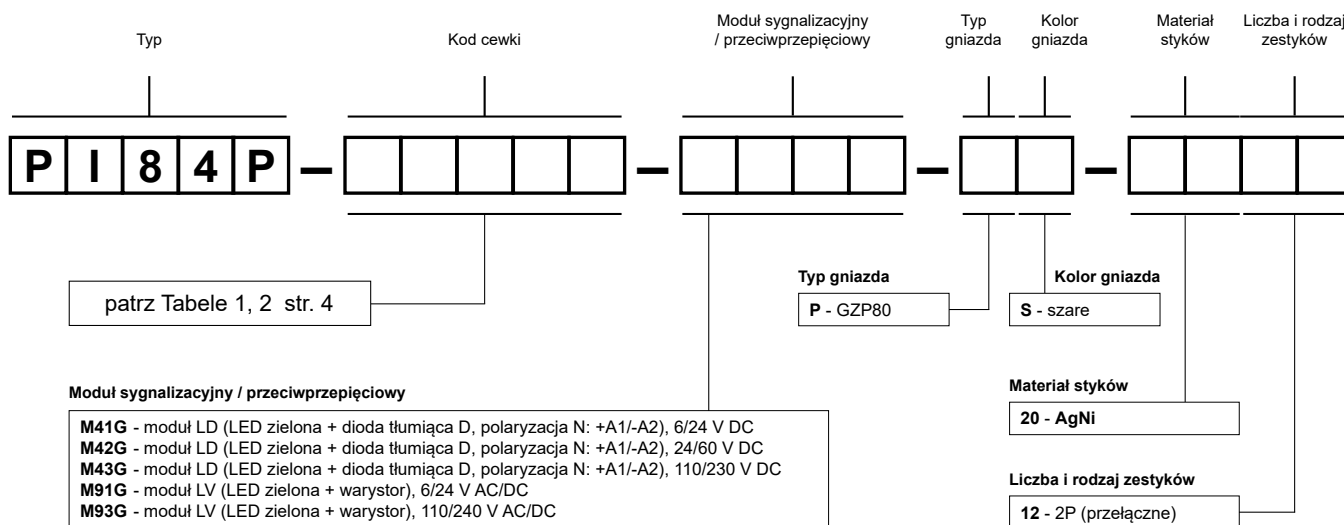 Typ
Kod cewki
Moduł sygnalizacyjny
/ przeciwprzepięciowy
Typ
gniazda
Kolor
gniazda
Materiał
styków
Liczba i rodzaj
zestyków
P I 8 4 P – – – –
patrz Tabele 1, 2 str. 4
Typ gniazda
P - GZP80
Kolor gniazda
S - szare
Moduł sygnalizacyjny / przeciwprzepięciowy
M41G - moduł LD (LED zielona + dioda tłumiąca D, polaryzacja N: +A1/-A2), 6/24 V DC
M42G - moduł LD (LED zielona + dioda tłumiąca D, polaryzacja N: +A1/-A2), 24/60 V DC
M43G - moduł LD (LED zielona + dioda tłumiąca D, polaryzacja N: +A1/-A2), 110/230 V DC
M91G - moduł LV (LED zielona + warystor), 6/24 V AC/DC
M93G - moduł LV (LED zielona + warystor), 110/240 V AC/DC
Materiał styków
20 - AgNi
Liczba i rodzaj zestyków
12 - 2P (przełączne)